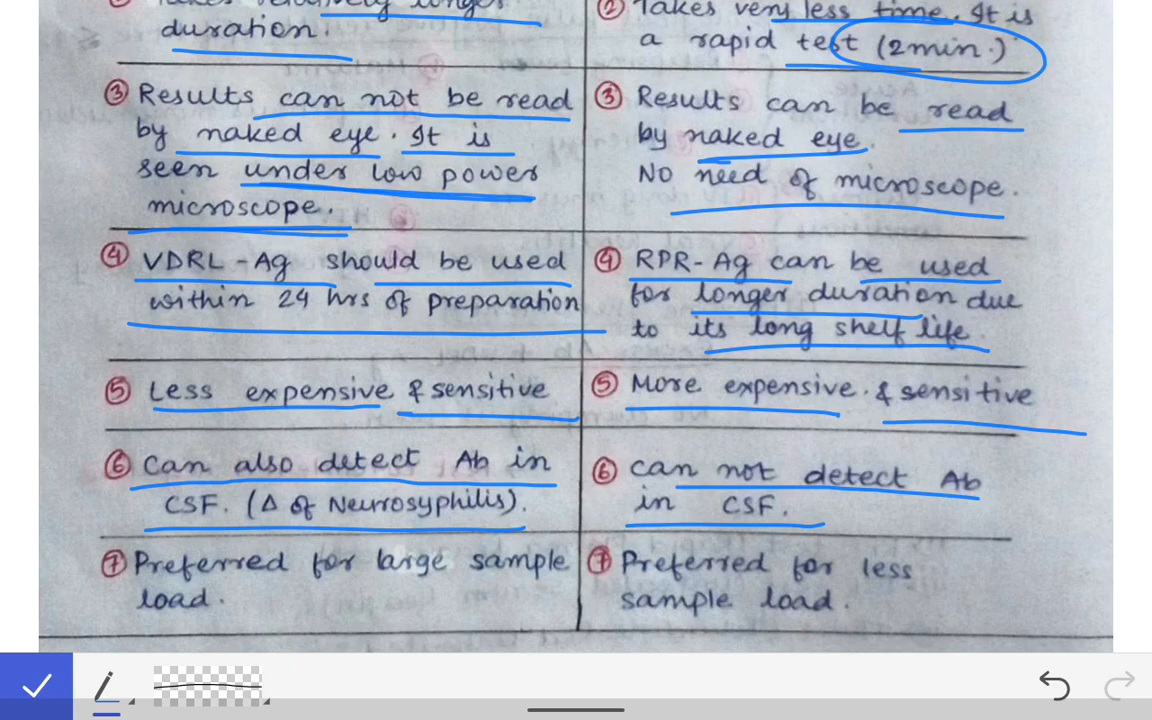 Takes relatively longer
duration.
③ Results can not be read
by naked eye. It is
seen under low power
microscope.
④ VDRL-Ag should be used
within 24 hrs of preparation
⑤ Less expensive & sensitive
⑥ Can also detect Ab in
CSF. (Δ of Neurosyphilis).
⑦ Preferred for large sample
load.
② Takes very less time. It is
a rapid test (2min.)
③ Results can be read
by naked eye.
No need of microscope.
④ RPR-Ag can be used
for longer duration due
to its long shelf life.
⑤ More expensive. & sensitive
⑥ can not detect Ab
in CSF.
⑦ Preferred for less
sample load.